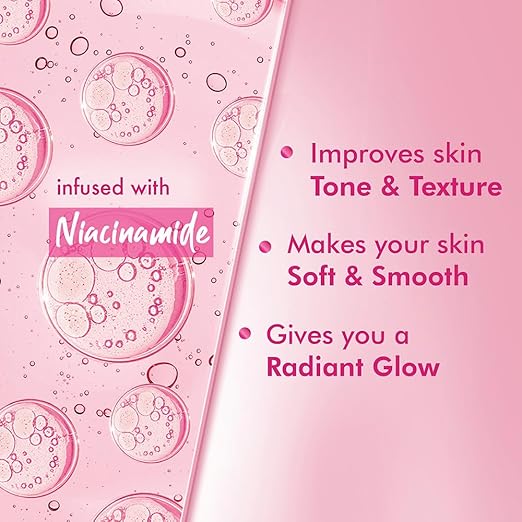 infused with
Niacinamide
Improves skin
Tone & Texture
Makes your skin
Soft & Smooth
Gives you a
Radiant Glow